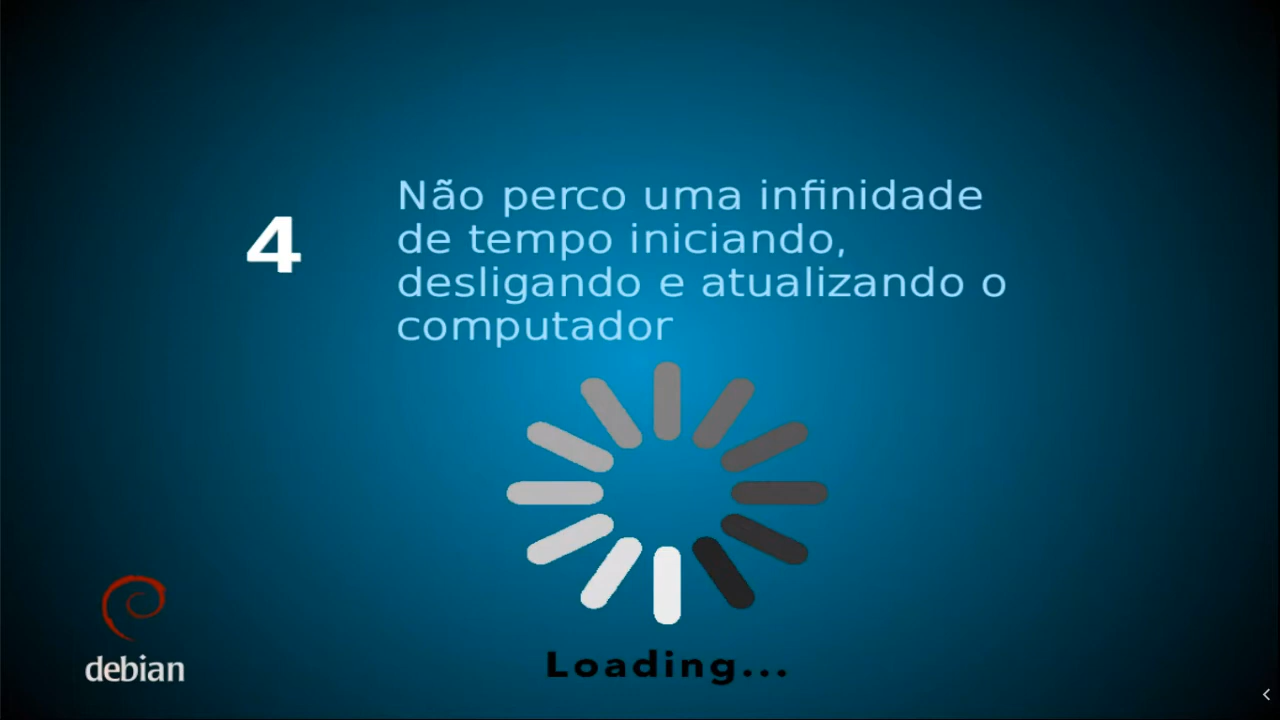 4
Não perco uma infinidade
de tempo iniciando,
desligando e atualizando o
computador
Loading...
debian